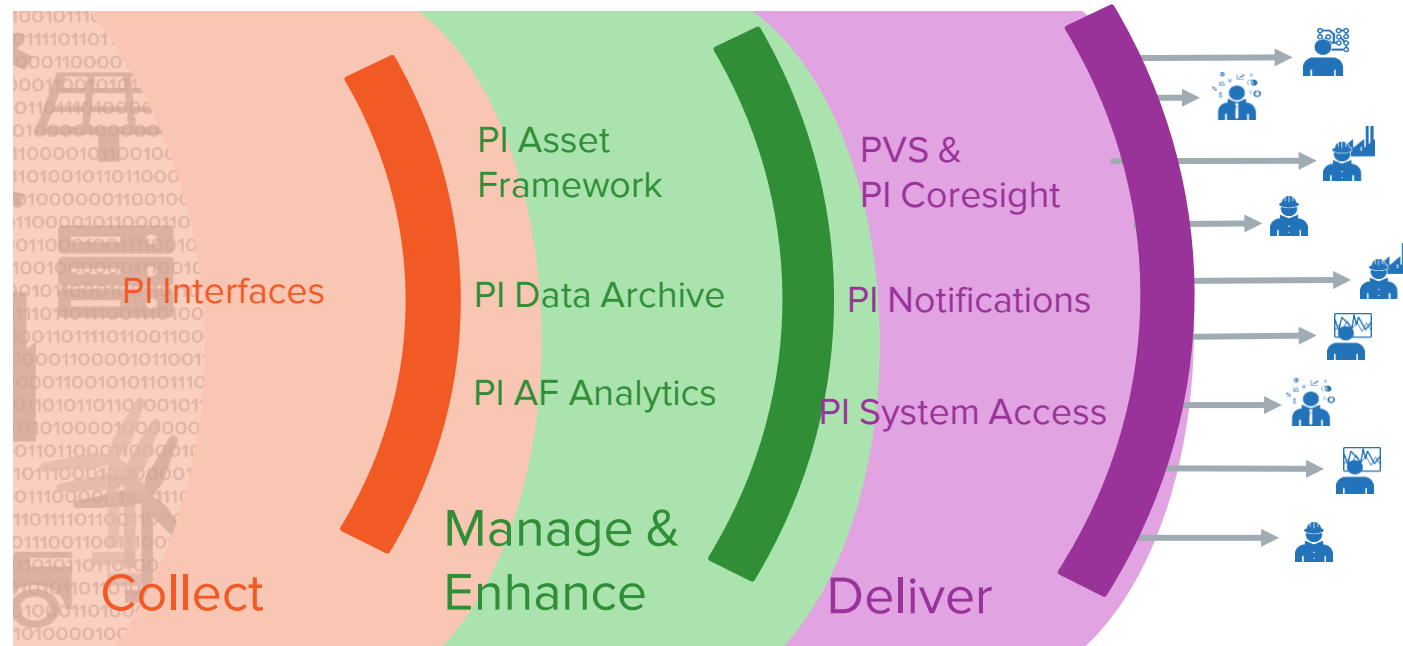 PI Interfaces
Collect
PI Asset
Framework
PI Data Archive
PI AF Analytics
Manage &
Enhance
PVS &
PI Coresight
PI Notifications
PI System Access
Deliver